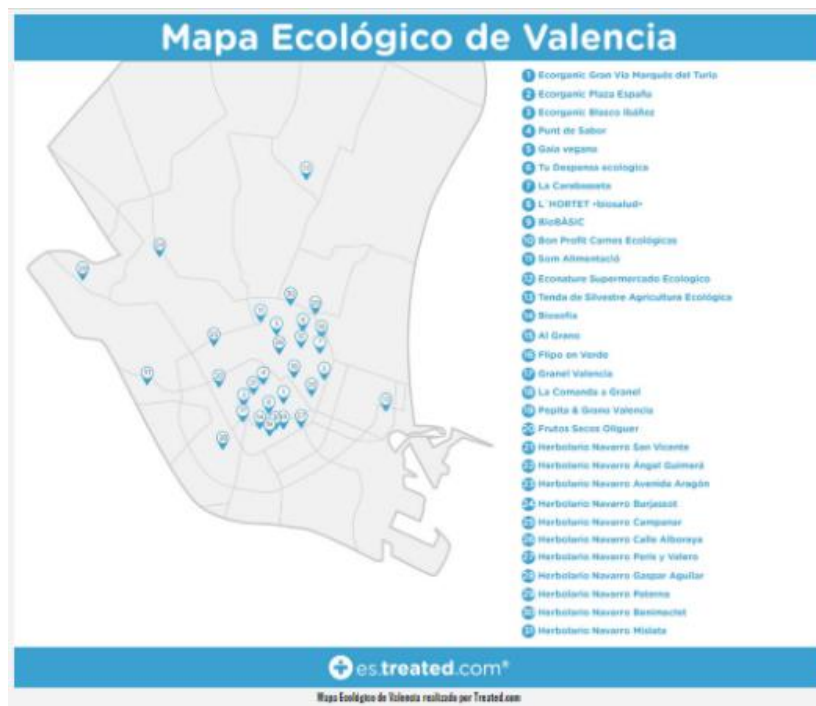 Mapa Ecológico de Valencia
1 Ecorganic Gran Vía Marqués del Turia
2 Ecorganic Plaza España
3 Ecorganic Blasco Ibáñez
4 Punt de Sabor
5 Gaia vegana
6 Tu Despensa ecologica
7 La Carabasseta
8 L´HORTET «biosalud»
9 BioBÀSIC
10 Bon Profit Carnes Ecológicas
11 Som Alimentació
12 Econature Supermercado Ecologico
13 Tenda de Silvestre Agricultura Ecológica
14 Biosofia
15 Al Grano
16 Flipo en Verde
17 Granel Valencia
18 La Comanda a Granel
19 Pepita & Grano Valencia
20 Frutos Secos Oliguer
21 Herbolario Navarro San Vicente
22 Herbolario Navarro Ángel Guimerá
23 Herbolario Navarro Avenida Aragón
24 Herbolario Navarro Burjassot
25 Herbolario Navarro Campanar
26 Herbolario Navarro Calle Alboraya
27 Herbolario Navarro Peris y Valero
28 Herbolario Navarro Gaspar Aguilar
29 Herbolario Navarro Paterna
30 Herbolario Navarro Benimaclet
31 Herbolario Navarro Mislata
es.treated.com®
Mapa Ecológico de Valencia realizado por Treated.com